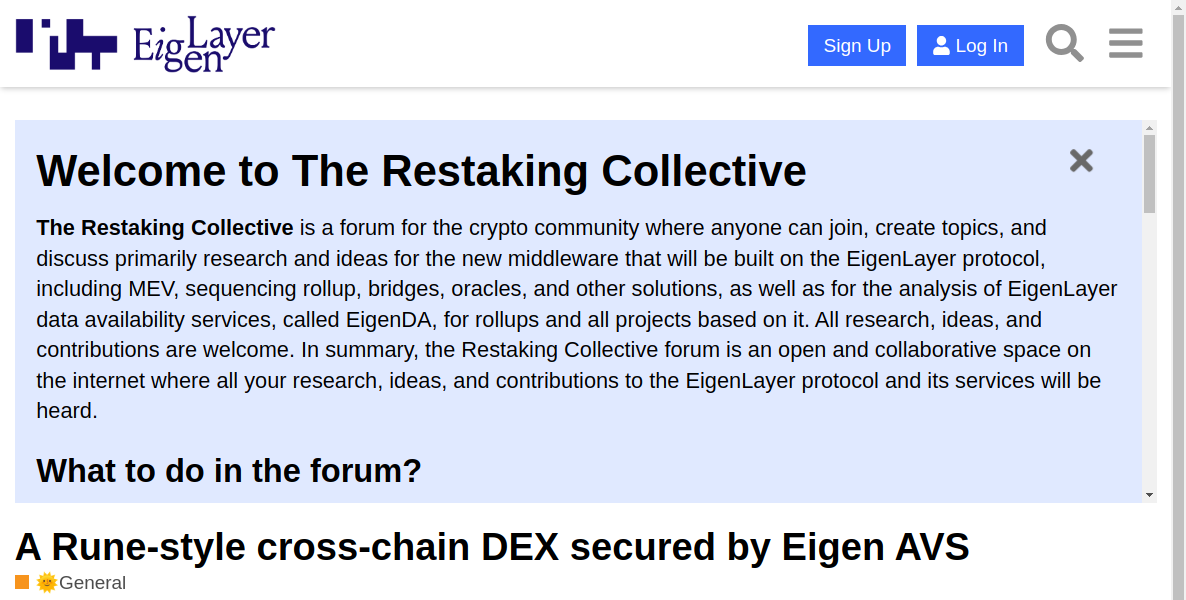 EigLayer
gen
Sign Up
Log In
Welcome to The Restaking Collective
The Restaking Collective is a forum for the crypto community where anyone can join, create topics, and
discuss primarily research and ideas for the new middleware that will be built on the EigenLayer protocol,
including MEV, sequencing rollup, bridges, oracles, and other solutions, as well as for the analysis of EigenLayer
data availability services, called EigenDA, for rollups and all projects based on it. All research, ideas, and
contributions are welcome. In summary, the Restaking Collective forum is an open and collaborative space on
the internet where all your research, ideas, and contributions to the EigenLayer protocol and its services will be
heard.
What to do in the forum?
A Rune-style cross-chain DEX secured by Eigen AVS
🌞General